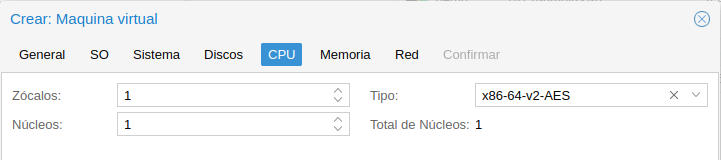 Crear: Maquina virtual
General SO Sistema Discos CPU Memoria Red Confirmar
Zócalos: 1 Tipo: x86-64-v2-AES
Núcleos: 1 Total de Núcleos: 1